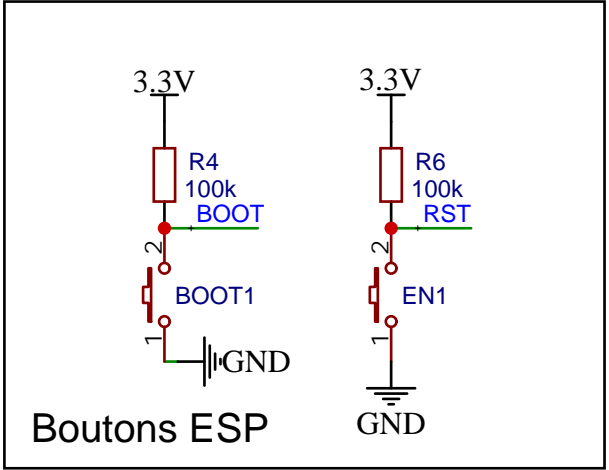 3.3V
R4
100k
BOOT
2
BOOT1
1
GND
3.3V
R6
100k
RST
2
EN1
1
GND
Boutons ESP